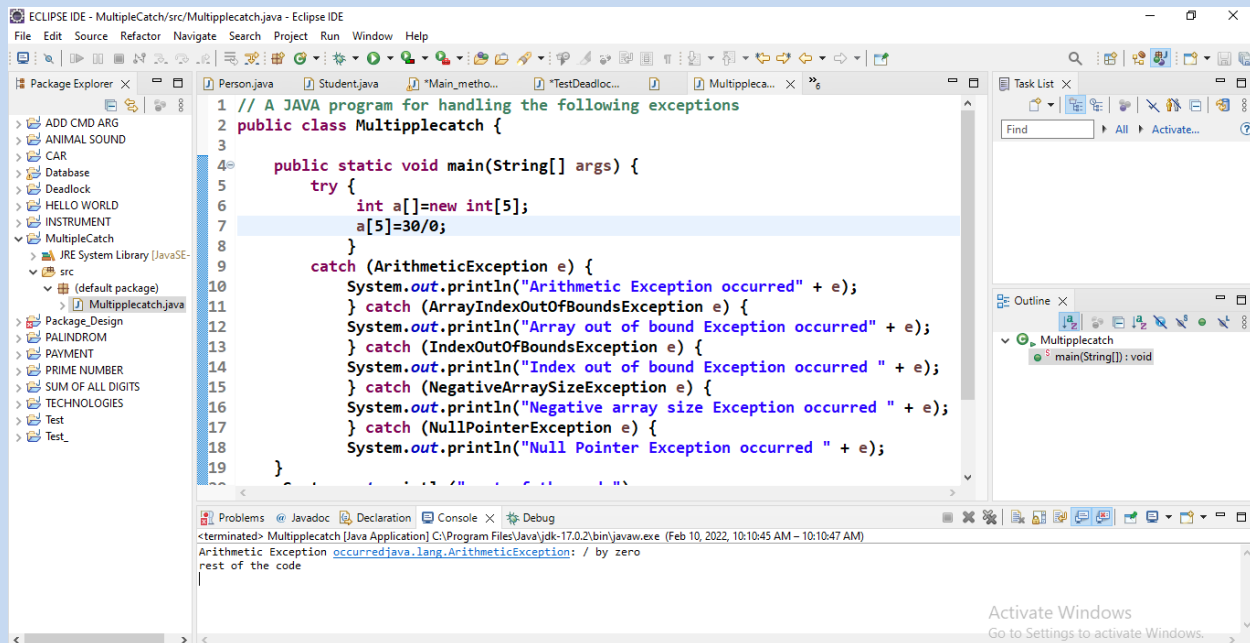 ECLIPSE IDE - MultipleCatch/src/Multipplecatch.java - Eclipse IDE
File Edit Source Refactor Navigate Search Project Run Window Help
Package Explorer
ADD CMD ARG
ANIMAL SOUND
CAR
Database
Deadlock
HELLO WORLD
INSTRUMENT
MultipleCatch
JRE System Library [JavaSE-
src
(default package)
Multipplecatch.java
Package_Design
PALINDROM
PAYMENT
PRIME NUMBER
SUM OF ALL DIGITS
TECHNOLOGIES
Test
Test_
Person.java Student.java *Main_metho... *TestDeadloc... Multippleca... »6
1 // A JAVA program for handling the following exceptions
2 public class Multipplecatch {
3
4 public static void main(String[] args) {
5 try {
6 int a[]=new int[5];
7 a[5]=30/0;
8 }
9 catch (ArithmeticException e) {
10 System.out.println("Arithmetic Exception occurred" + e);
11 } catch (ArrayIndexOutOfBoundsException e) {
12 System.out.println("Array out of bound Exception occurred" + e);
13 } catch (IndexOutOfBoundsException e) {
14 System.out.println("Index out of bound Exception occurred " + e);
15 } catch (NegativeArraySizeException e) {
16 System.out.println("Negative array size Exception occurred " + e);
17 } catch (NullPointerException e) {
18 System.out.println("Null Pointer Exception occurred " + e);
19 }
Task List
Find All Activate...
Outline
Multipplecatch
main(String[]) : void
Problems @ Javadoc Declaration Console Debug
<terminated> Multipplecatch [Java Application] C:\Program Files\Java\jdk-17.0.2\bin\javaw.exe (Feb 10, 2022, 10:10:45 AM – 10:10:47 AM)
Arithmetic Exception occurredjava.lang.ArithmeticException: / by zero
rest of the code
Activate Windows
Go to Settings to activate Windows.